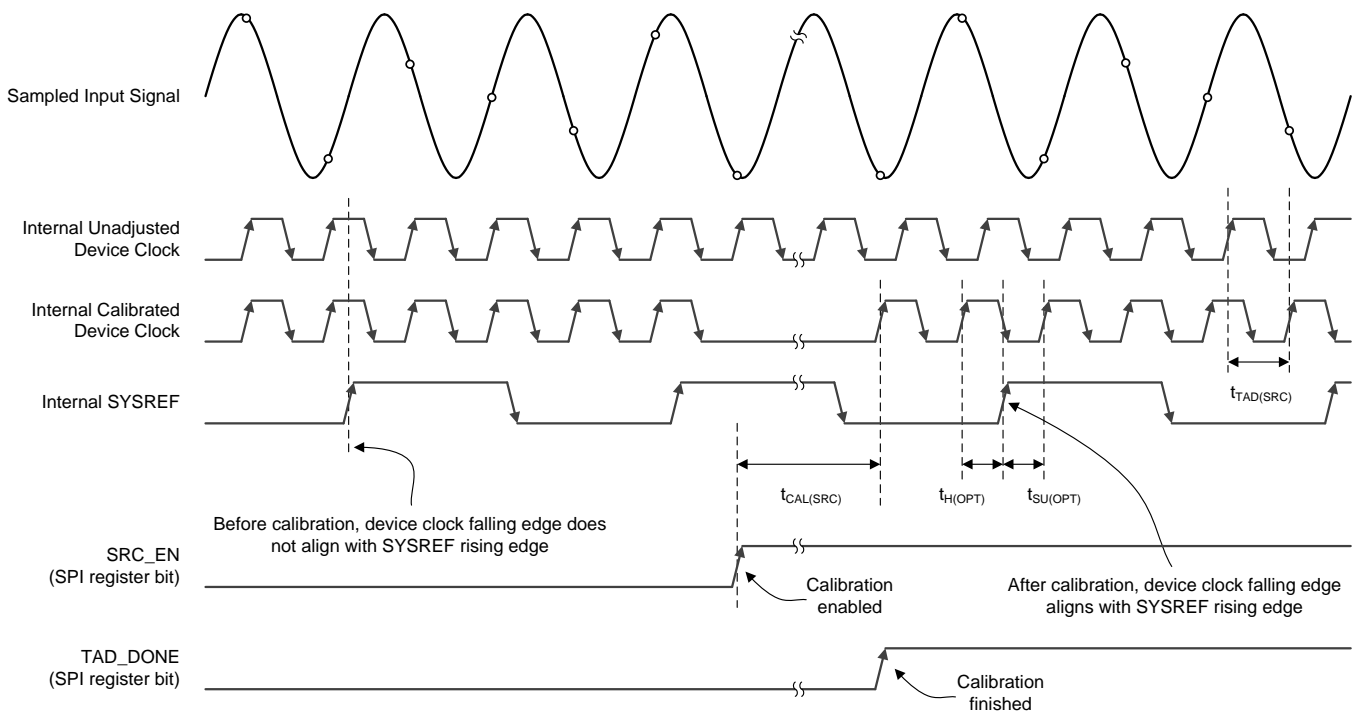 Sampled Input Signal
Internal Unadjusted
Device Clock
Internal Calibrated
Device Clock
Internal SYSREF
tTAD(SRC)
tCAL(SRC)
tH(OPT)
tSU(OPT)
Before calibration, device clock falling edge does
not align with SYSREF rising edge
SRC_EN
(SPI register bit)
Calibration
enabled
After calibration, device clock falling edge
aligns with SYSREF rising edge
TAD_DONE
(SPI register bit)
Calibration
finished